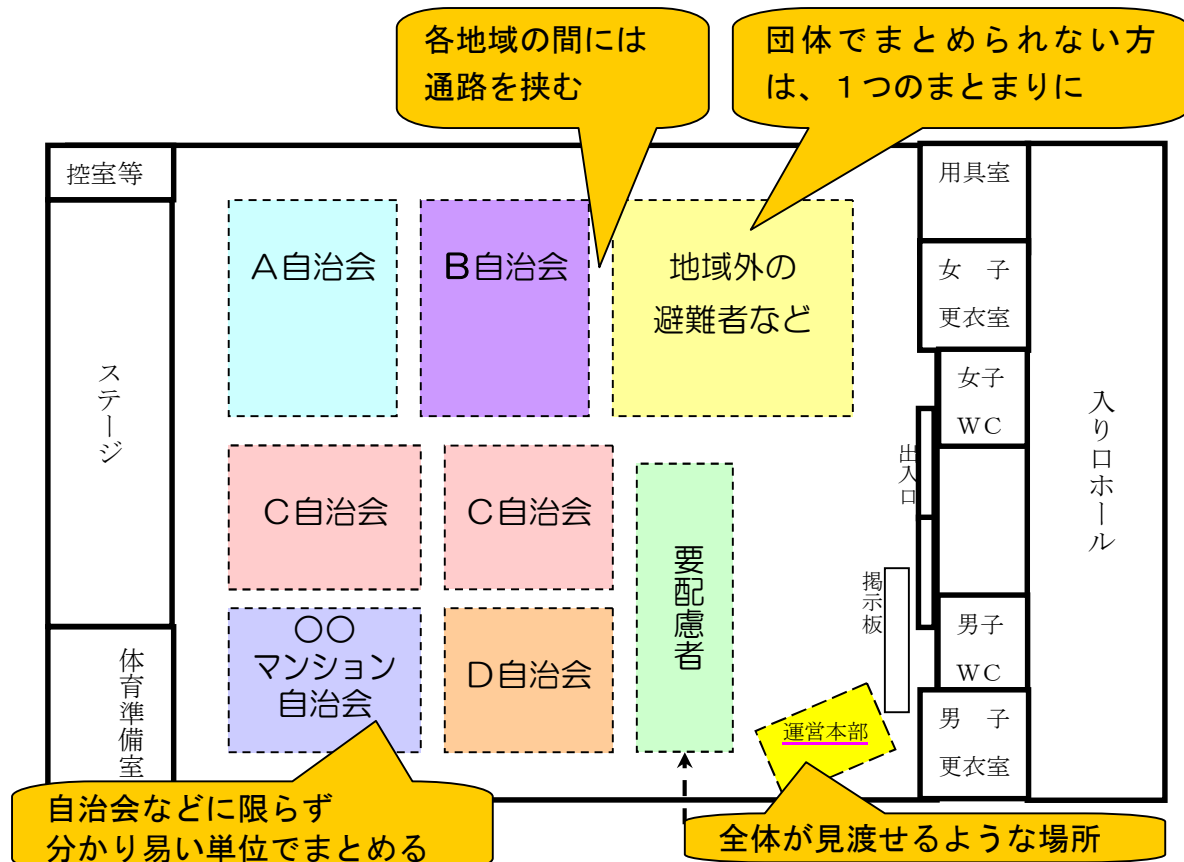 各地域の間には
通路を挟む
団体でまとめられない方
は、１つのまとまりに
控室等
ステージ
体育準備室
A自治会
B自治会
地域外の
避難者など
C自治会
C自治会
〇〇
マンション
自治会
D自治会
要配慮者
運営本部
掲示板
出入口
用具室
女　子
更衣室
女子
ＷＣ
男子
ＷＣ
男　子
更衣室
入り口ホール
自治会などに限らず
分かり易い単位でまとめる
全体が見渡せるような場所